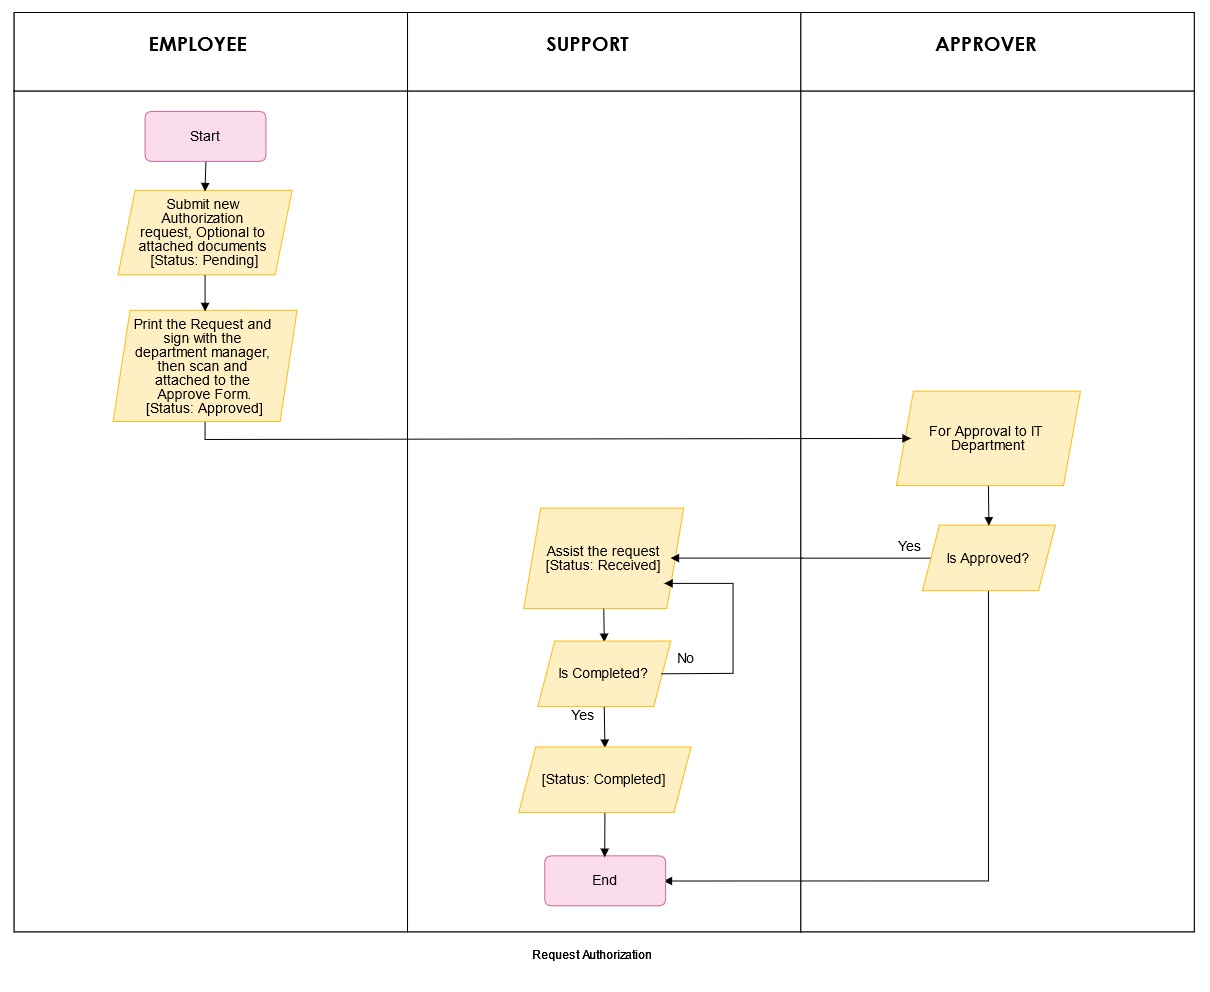 EMPLOYEE
SUPPORT
APPROVER
Start
Submit new
Authorization
request, Optional to
attached documents
[Status: Pending]
Print the Request and
sign with the
department manager,
then scan and
attached to the
Approve Form.
[Status: Approved]
For Approval to IT
Department
Is Approved?
Yes
Assist the request
[Status: Received]
Is Completed?
No
Yes
[Status: Completed]
End
Request Authorization